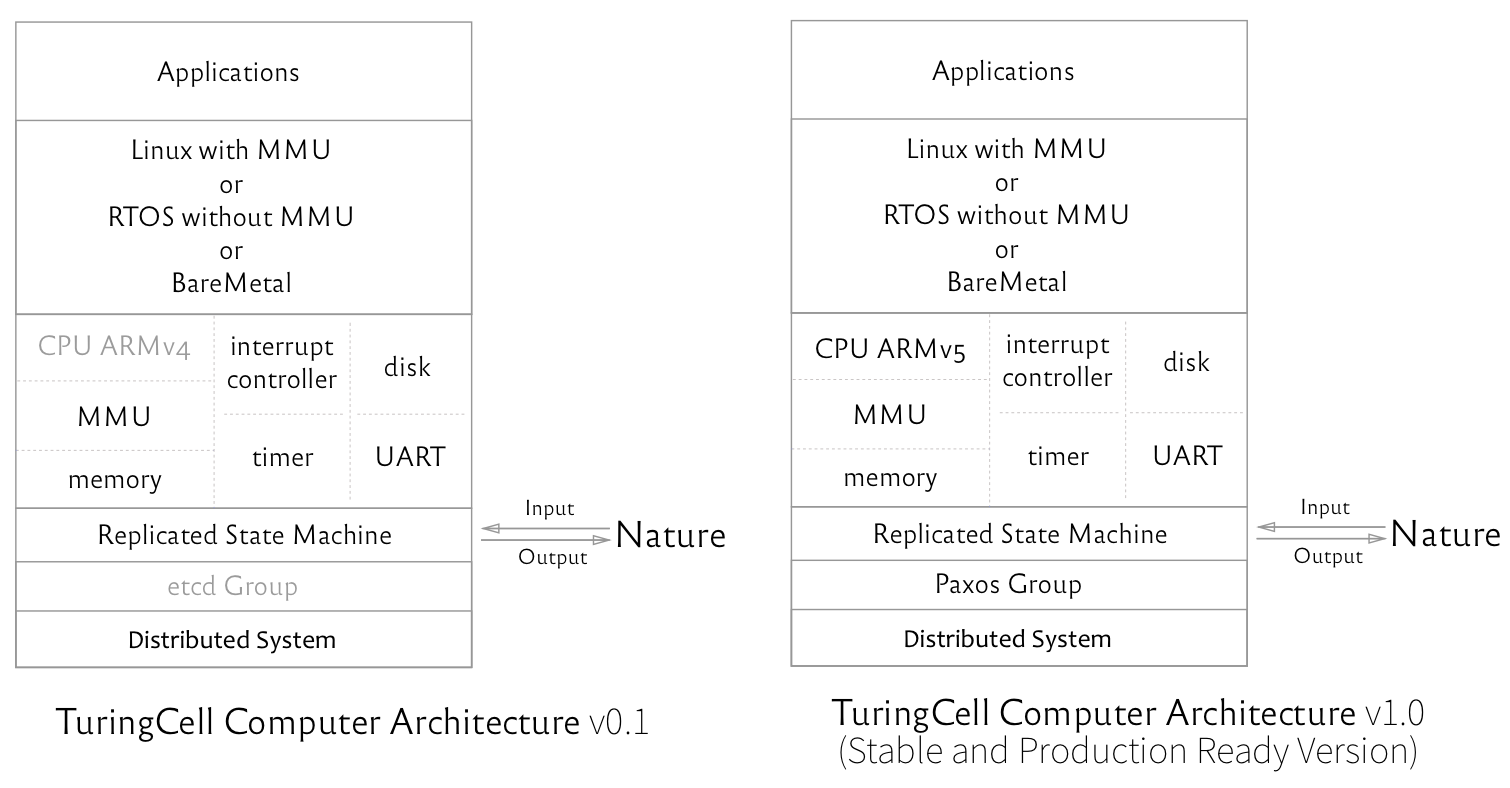 Applications
Linux with MMU
or
RTOS without MMU
or
BareMetal
CPU ARMv4
MMU
memory
interrupt
controller
timer
disk
UART
Replicated State Machine
etcd Group
Distributed System
Input
Output
Nature
TuringCell Computer Architecture v0.1
Applications
Linux with MMU
or
RTOS without MMU
or
BareMetal
CPU ARMv5
MMU
memory
interrupt
controller
timer
disk
UART
Replicated State Machine
Paxos Group
Distributed System
Input
Output
Nature
TuringCell Computer Architecture v1.0
(Stable and Production Ready Version)